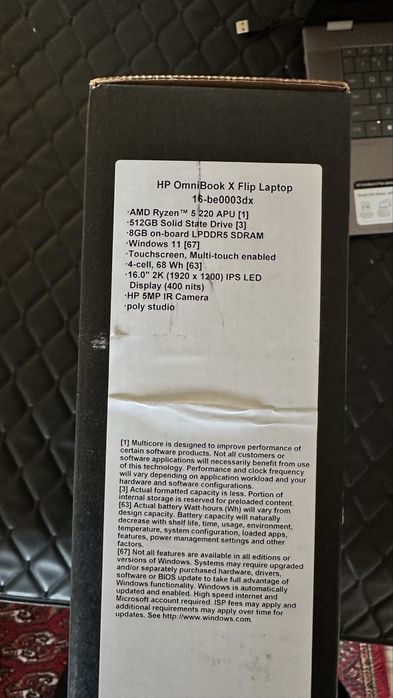 HP OmniBook X Flip Laptop
16-be0003dx
·AMD Ryzen™ 5 220 APU [1]
·512GB Solid State Drive [3]
·8GB on-board LPDDR5 SDRAM
·Windows 11 [67]
·Touchscreen, Multi-touch enabled
·4-cell, 68 Wh [63]
·16.0" 2K (1920 x 1200) IPS LED
Display (400 nits)
·HP 5MP IR Camera
·poly studio
[1] Multicore is designed to improve performance of
certain software products. Not all customers or
software applications will necessarily benefit from use
of this technology. Performance and clock frequency
will vary depending on application workload and your
hardware and software configurations.
[3] Actual formatted capacity is less. Portion of
internal storage is reserved for preloaded content.
[63] Actual battery Watt-hours (Wh) will vary from
design capacity. Battery capacity will naturally
decrease with shelf life, time, usage, environment,
temperature, system configuration, loaded apps,
features, power management settings and other
factors.
[67] Not all features are available in all editions or
versions of Windows. Systems may require upgraded
and/or separately purchased hardware, drivers,
software or BIOS update to take full advantage of
Windows functionality. Windows is automatically
updated and enabled. High speed internet and
Microsoft account required. ISP fees may apply and
additional requirements may apply over time for
updates. See http://www.windows.com.